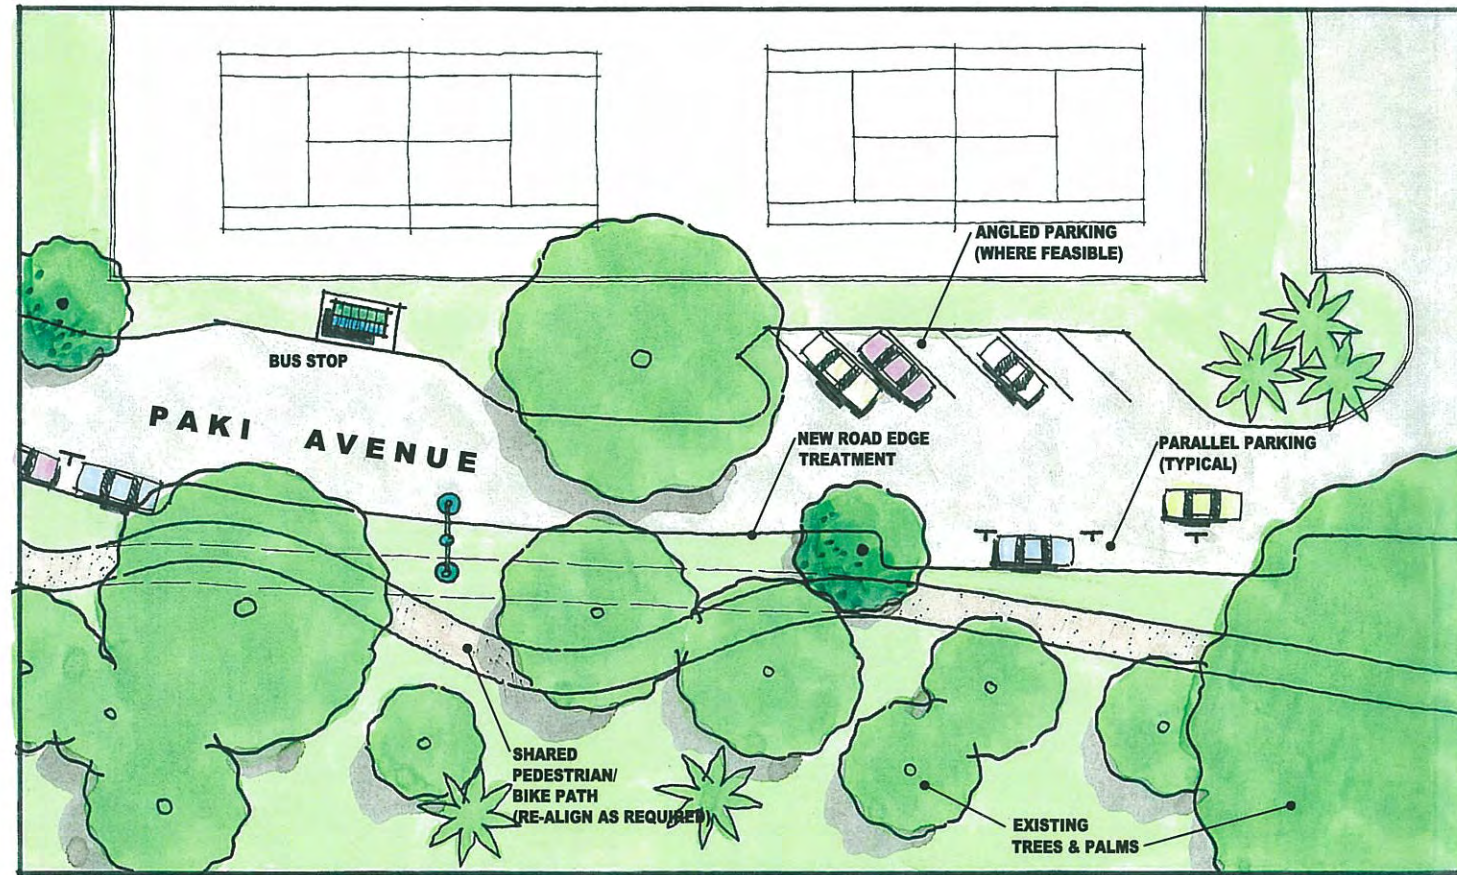 ANGLED PARKING
(WHERE FEASIBLE)
BUS STOP
PAKI AVENUE
NEW ROAD EDGE
TREATMENT
PARALLEL PARKING
(TYPICAL)
SHARED
PEDESTRIAN/
BIKE PATH
(RE-ALIGN AS REQUIRED)
EXISTING
TREES & PALMS